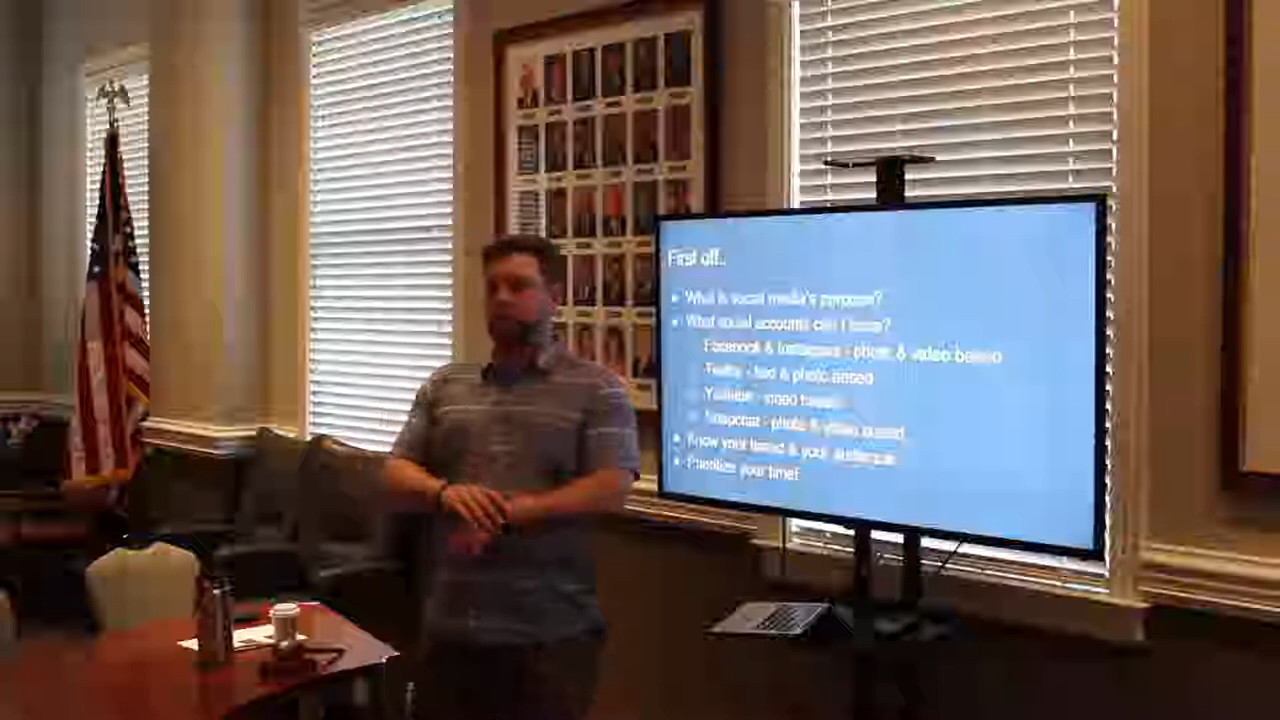 First off..
What is social media's purpose?
What social accounts can I have?
Facebook & Instagram - photo & video based
Twitter - text & photo based
Youtube - video based
Snapchat - photo & video based
Know your brand & your audience
Prioritize your time!